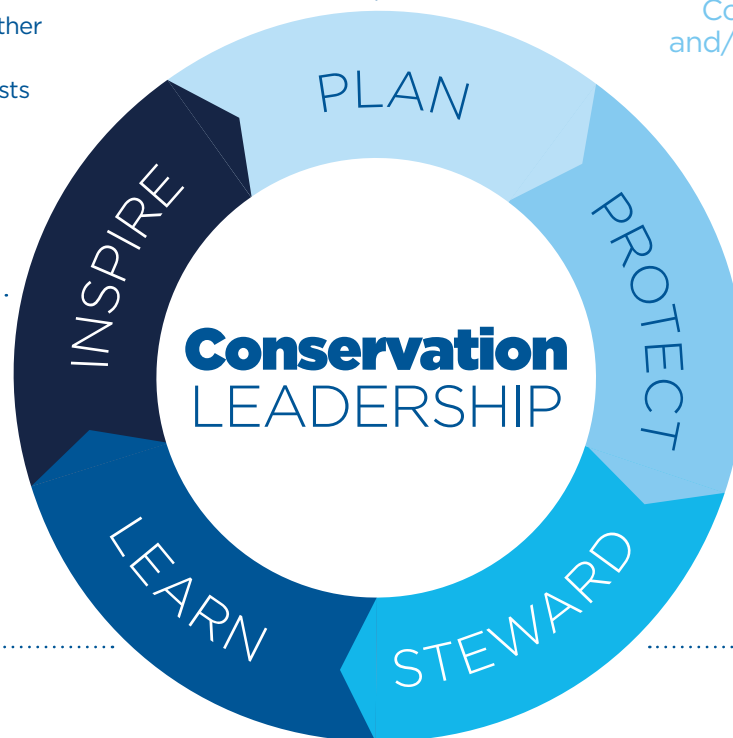 PLAN
PROTECT
STEWARD
LEARN
INSPIRE
Conservation
LEADERSHIP